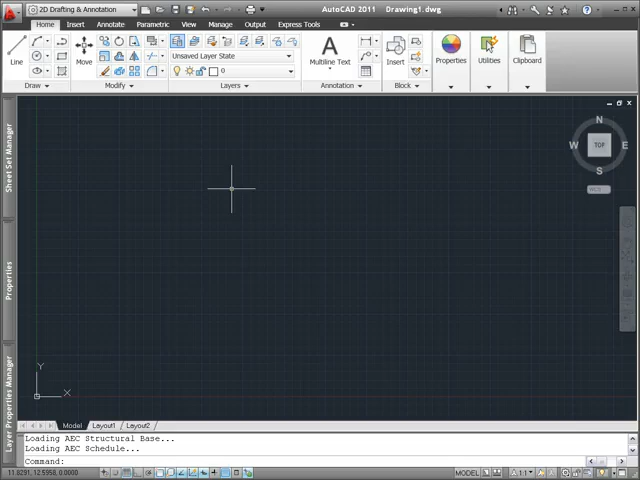 2D Drafting & Annotation
AutoCAD 2011 Drawing1.dwg
Home Insert Annotate Parametric View Manage Output Express Tools
Line
Move
Unsaved Layer State
0
A
Multiline Text
Insert
Properties
Utilities
Clipboard
Draw
Modify
Layers
Annotation
Block
Sheet Set Manager
Properties
Layer Properties Manager
N
W TOP E
S
WCS
Y
X
Model Layout1 Layout2
Loading AEC Structural Base...
Loading AEC Schedule...
Command:
11.8291, 12.5958, 0.0000
MODEL
1:1